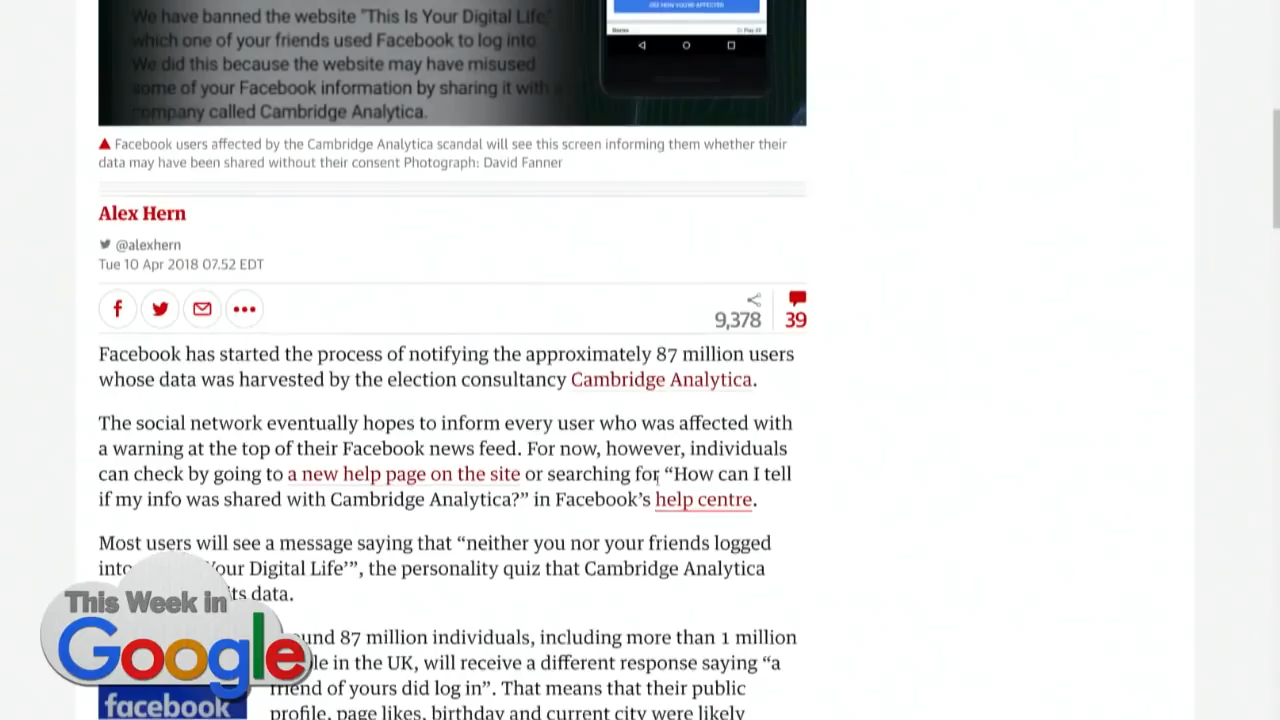 We have banned the website "This Is Your Digital Life,"
which one of your friends used Facebook to log into.
We did this because the website may have misused
some of your Facebook information by sharing it with a
company called Cambridge Analytica.
SEE HOW YOU'RE AFFECTED
Stories
Play All
Facebook users affected by the Cambridge Analytica scandal will see this screen informing them whether their
data may have been shared without their consent Photograph: David Fanner
Alex Hern
@alexhern
Tue 10 Apr 2018 07.52 EDT
9,378
39
Facebook has started the process of notifying the approximately 87 million users
whose data was harvested by the election consultancy Cambridge Analytica.
The social network eventually hopes to inform every user who was affected with
a warning at the top of their Facebook news feed. For now, however, individuals
can check by going to a new help page on the site or searching for “How can I tell
if my info was shared with Cambridge Analytica?” in Facebook’s help centre.
Most users will see a message saying that “neither you nor your friends logged
into our Digital Life’”, the personality quiz that Cambridge Analytica
its data.
und 87 million individuals, including more than 1 million
le in the UK, will receive a different response saying “a
friend of yours did log in”. That means that their public
profile, page likes, birthday and current city were likely
This Week in
Google
facebook